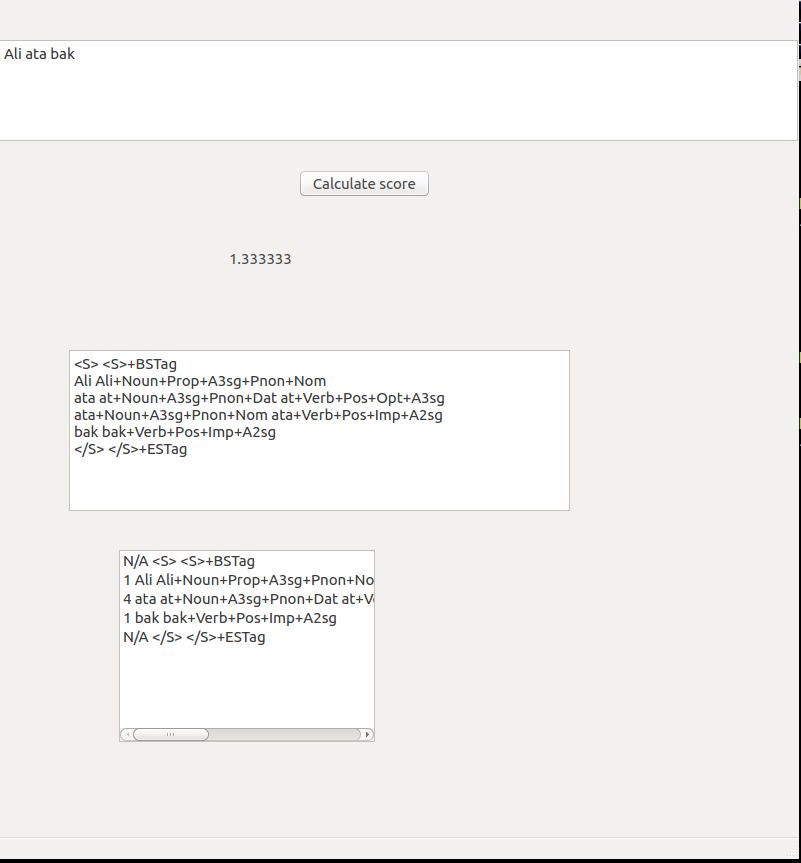 Ali ata bak
Calculate score
1.333333
<S> <S>+BSTag
Ali Ali+Noun+Prop+A3sg+Pnon+Nom
ata at+Noun+A3sg+Pnon+Dat at+Verb+Pos+Opt+A3sg
ata+Noun+A3sg+Pnon+Nom ata+Verb+Pos+Imp+A2sg
bak bak+Verb+Pos+Imp+A2sg
</S> </S>+ESTag
N/A <S> <S>+BSTag
1 Ali Ali+Noun+Prop+A3sg+Pnon+No
4 ata at+Noun+A3sg+Pnon+Dat at+V
1 bak bak+Verb+Pos+Imp+A2sg
N/A </S> </S>+ESTag